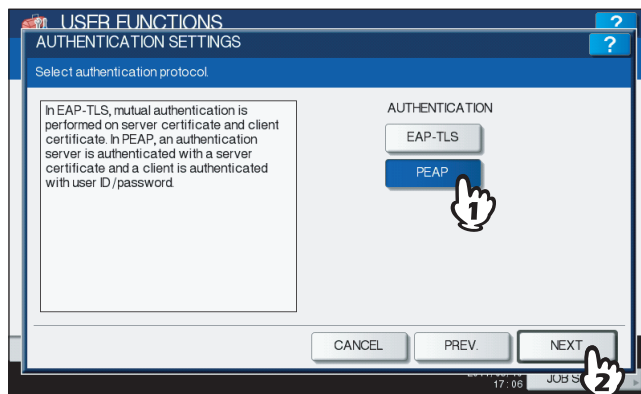 USER FUNCTIONS
?
AUTHENTICATION SETTINGS
?
Select authentication protocol.
In EAP-TLS, mutual authentication is
performed on server certificate and client
certificate. In PEAP, an authentication
server is authenticated with a server
certificate and a client is authenticated
with user ID/password.
AUTHENTICATION
EAP-TLS
PEAP
1
CANCEL
PREV.
NEXT
2
17:06
JOB S